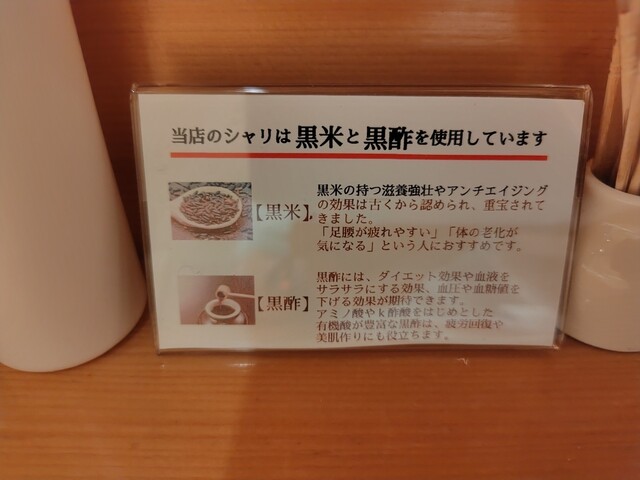 当店のシャリは黒米と黒酢を使用しています
【黒米】
黒米の持つ滋養強壮やアンチエイジング
の効果は古くから認められ、重宝されて
きました。
「足腰が疲れやすい」「体の老化が
気になる」という人におすすめです。
【黒酢】
黒酢には、ダイエット効果や血液を
サラサラにする効果、血圧や血糖値を
下げる効果が期待できます。
アミノ酸やk酢酸をはじめとした
有機酸が豊富な黒酢は、疲労回復や
美肌作りにも役立ちます。